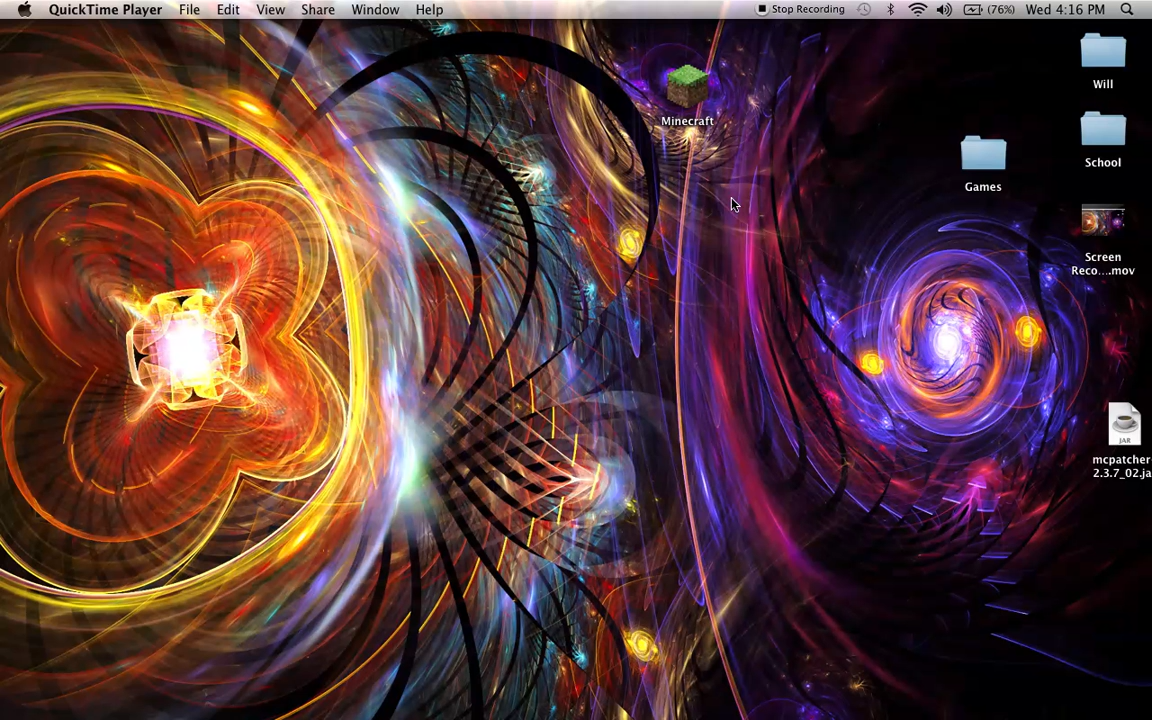 QuickTime Player File Edit View Share Window Help Stop Recording (76%) Wed 4:16 PM
Will
Minecraft
School
Games
Screen
Reco....mov
JAR
mcpatcher
2.3.7_02.ja